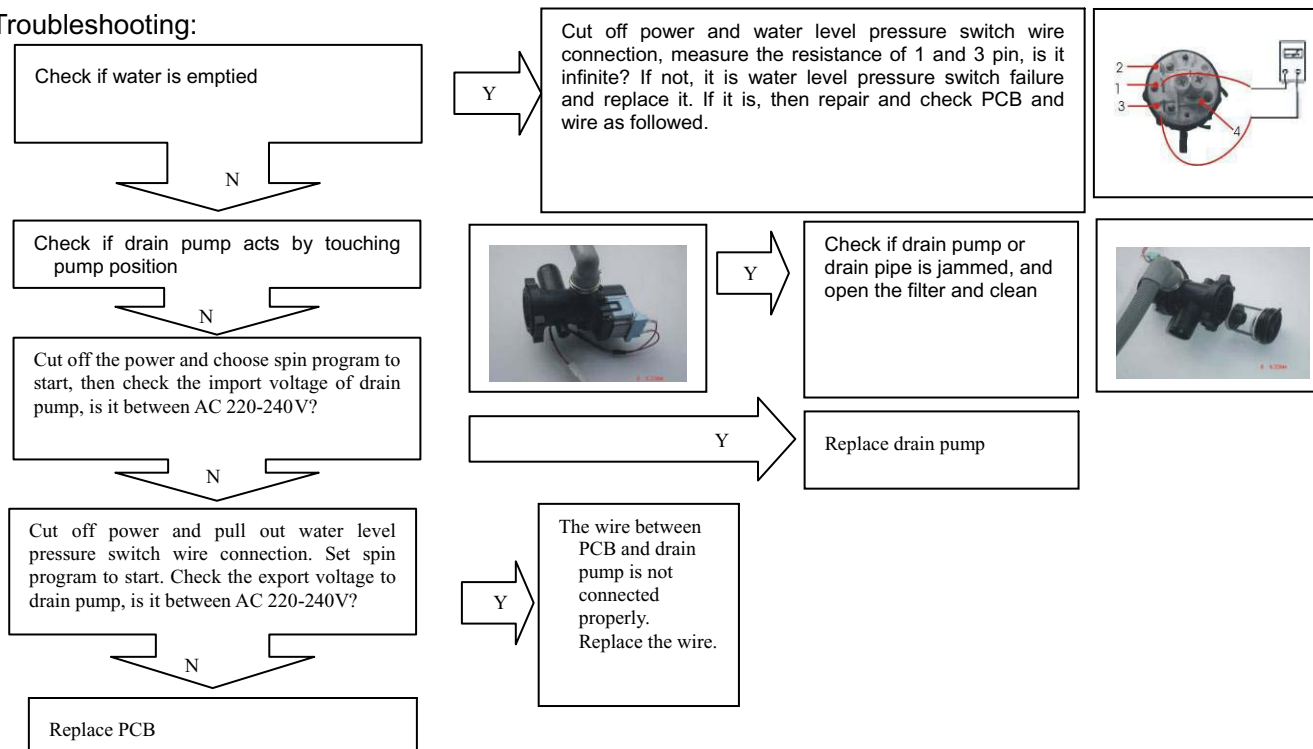 Troubleshooting:
Check if water is emptied
Y
Cut off power and water level pressure switch wire
connection, measure the resistance of 1 and 3 pin, is it
infinite? If not, it is water level pressure switch failure
and replace it. If it is, then repair and check PCB and
wire as followed.
2
1
3
4
N
Check if drain pump acts by touching
pump position
Y
Check if drain pump or
drain pipe is jammed, and
open the filter and clean
N
Cut off the power and choose spin program to
start, then check the import voltage of drain
pump, is it between AC 220-240V?
Y
Replace drain pump
N
Cut off power and pull out water level
pressure switch wire connection. Set spin
program to start. Check the export voltage to
drain pump, is it between AC 220-240V?
Y
The wire between
PCB and drain
pump is not
connected
properly.
Replace the wire.
N
Replace PCB